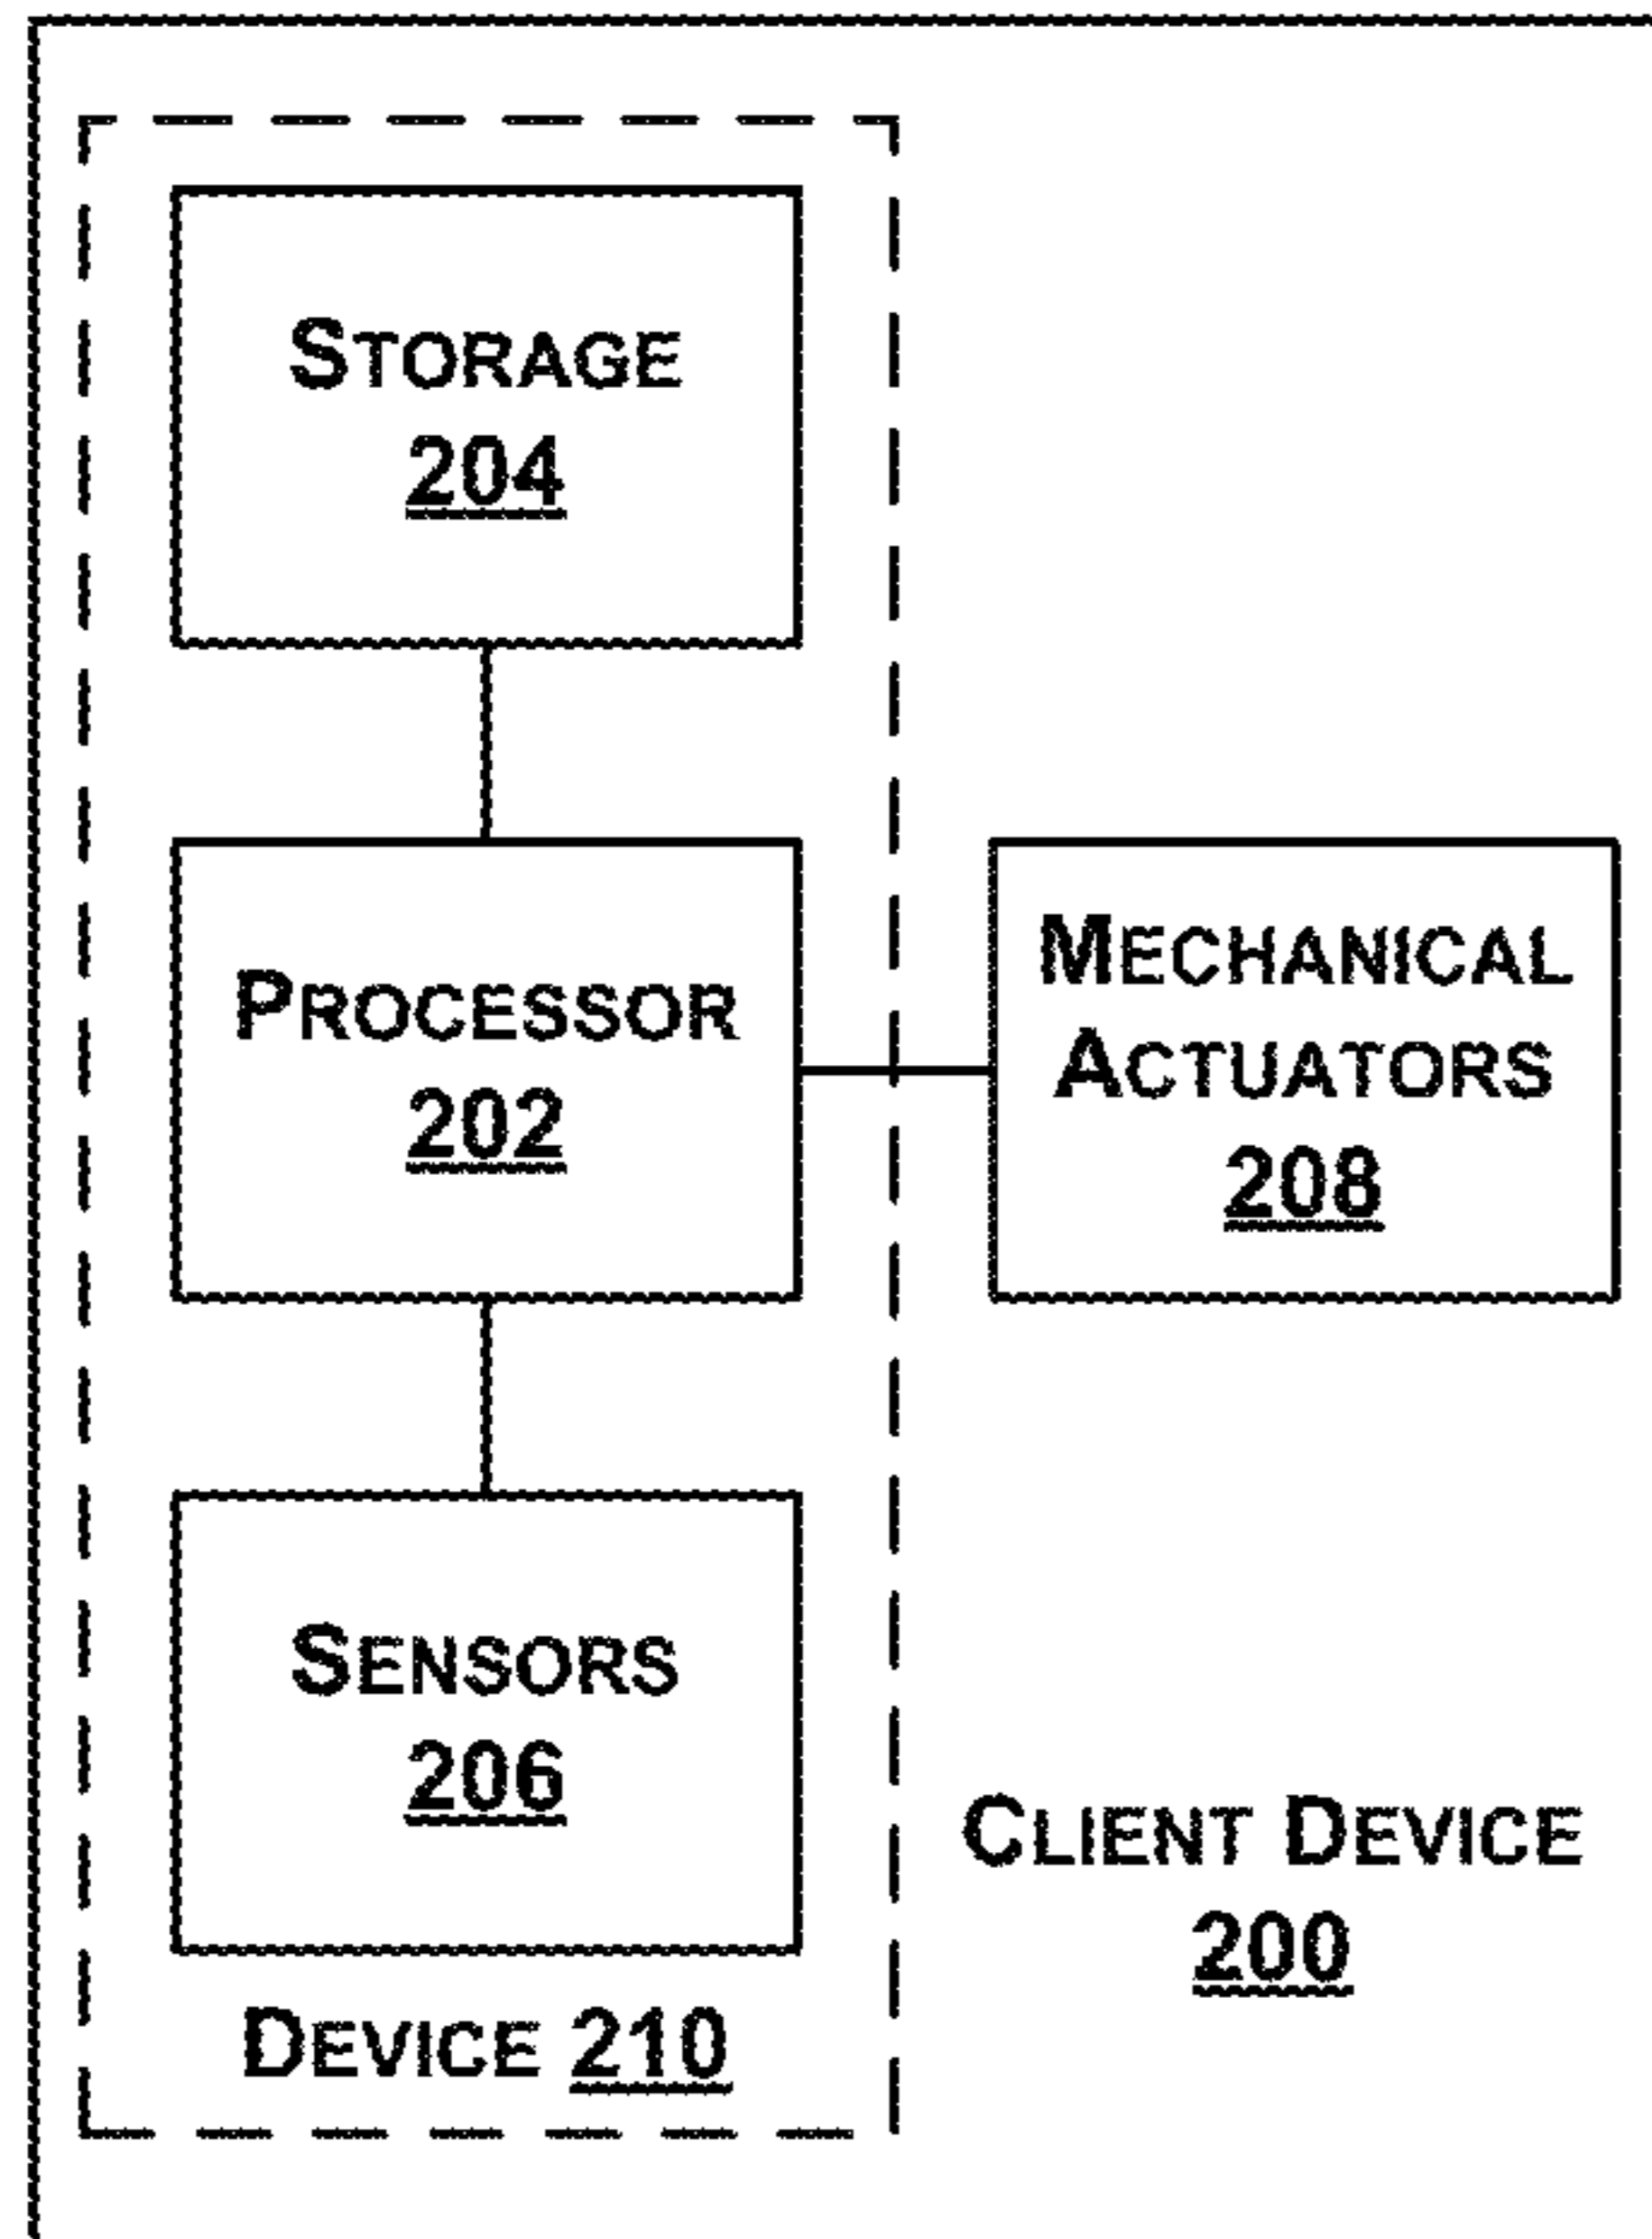 STORAGE
204
PROCESSOR
202
MECHANICAL
ACTUATORS
208
SENSORS
206
DEVICE 210
CLIENT DEVICE
200